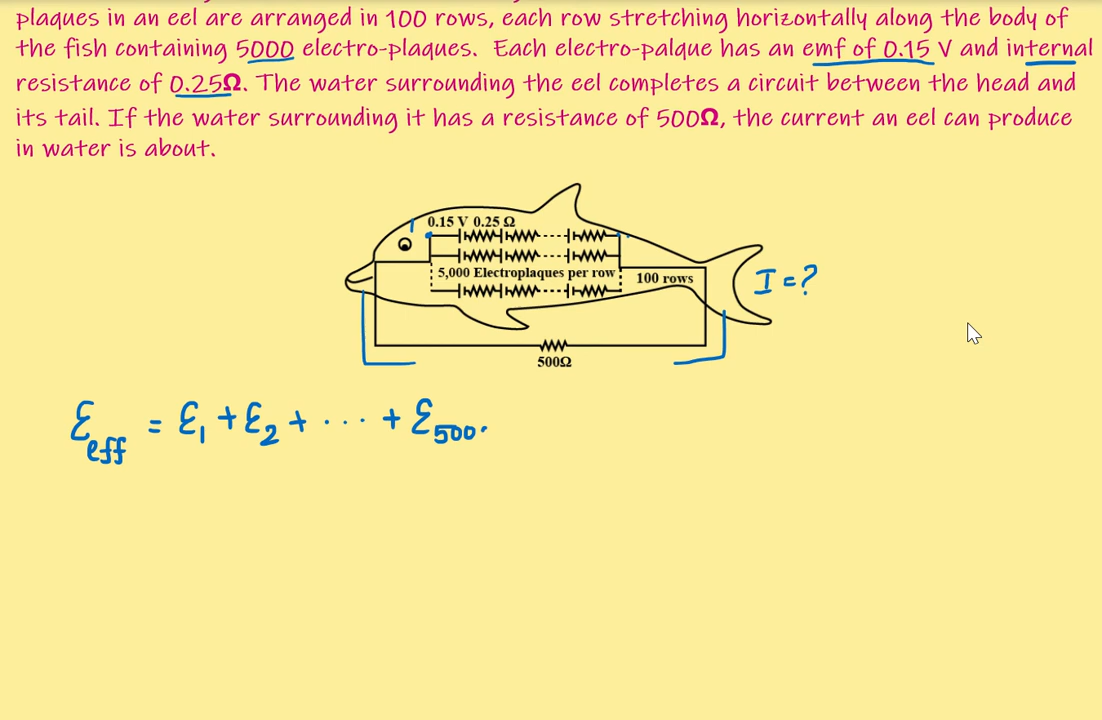 plaques in an eel are arranged in 100 rows, each row stretching horizontally along the body of
the fish containing 5000 electro-plaques. Each electro-palque has an emf of 0.15 V and internal
resistance of 0.25Ω. The water surrounding the eel completes a circuit between the head and
its tail. If the water surrounding it has a resistance of 500Ω, the current an eel can produce
in water is about.
0.15 V 0.25 Ω
5,000 Electroplaques per row
100 rows
I = ?
500Ω
Ɛeff = Ɛ1 + Ɛ2 + ... + Ɛ500.